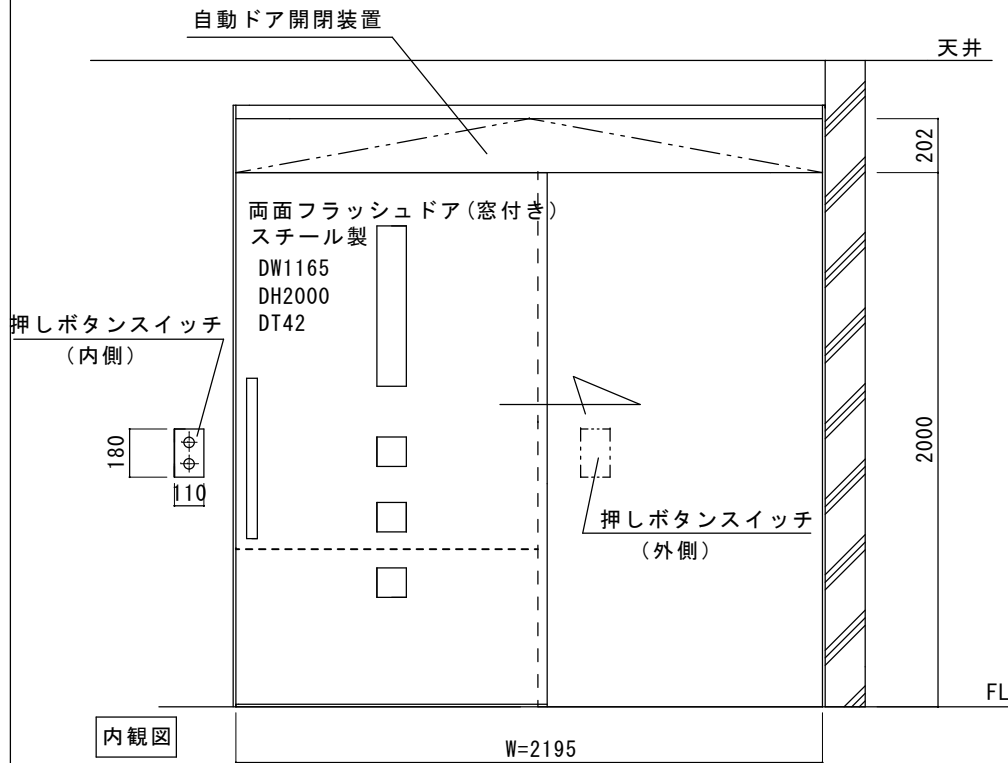 自動ドア開閉装置
天井
202
両面フラッシュドア(窓付き)
スチール製
DW1165
DH2000
DT42
押しボタンスイッチ
(内側)
180
110
2000
押しボタンスイッチ
(外側)
FL
内観図
W=2195